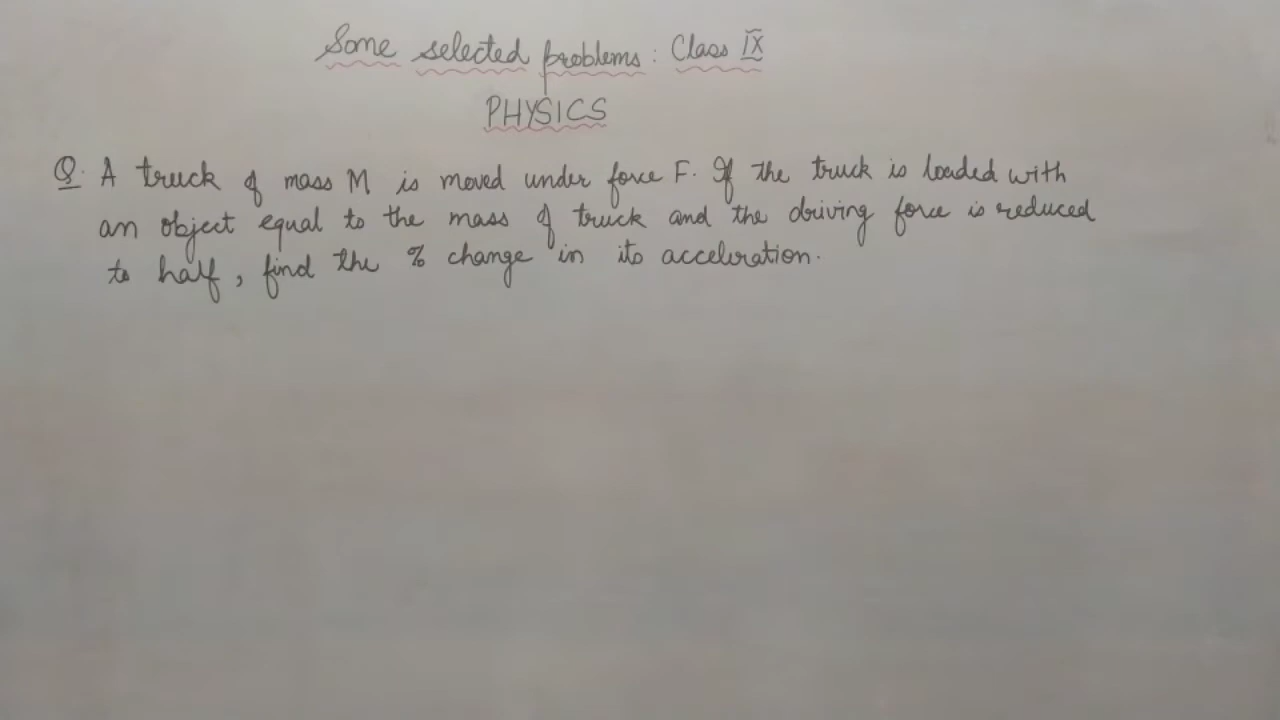 Some selected problems: Class IX
PHYSICS
Q. A truck of mass M is moved under force F. If the truck is loaded with
an object equal to the mass of truck and the driving force is reduced
to half, find the % change in its acceleration.